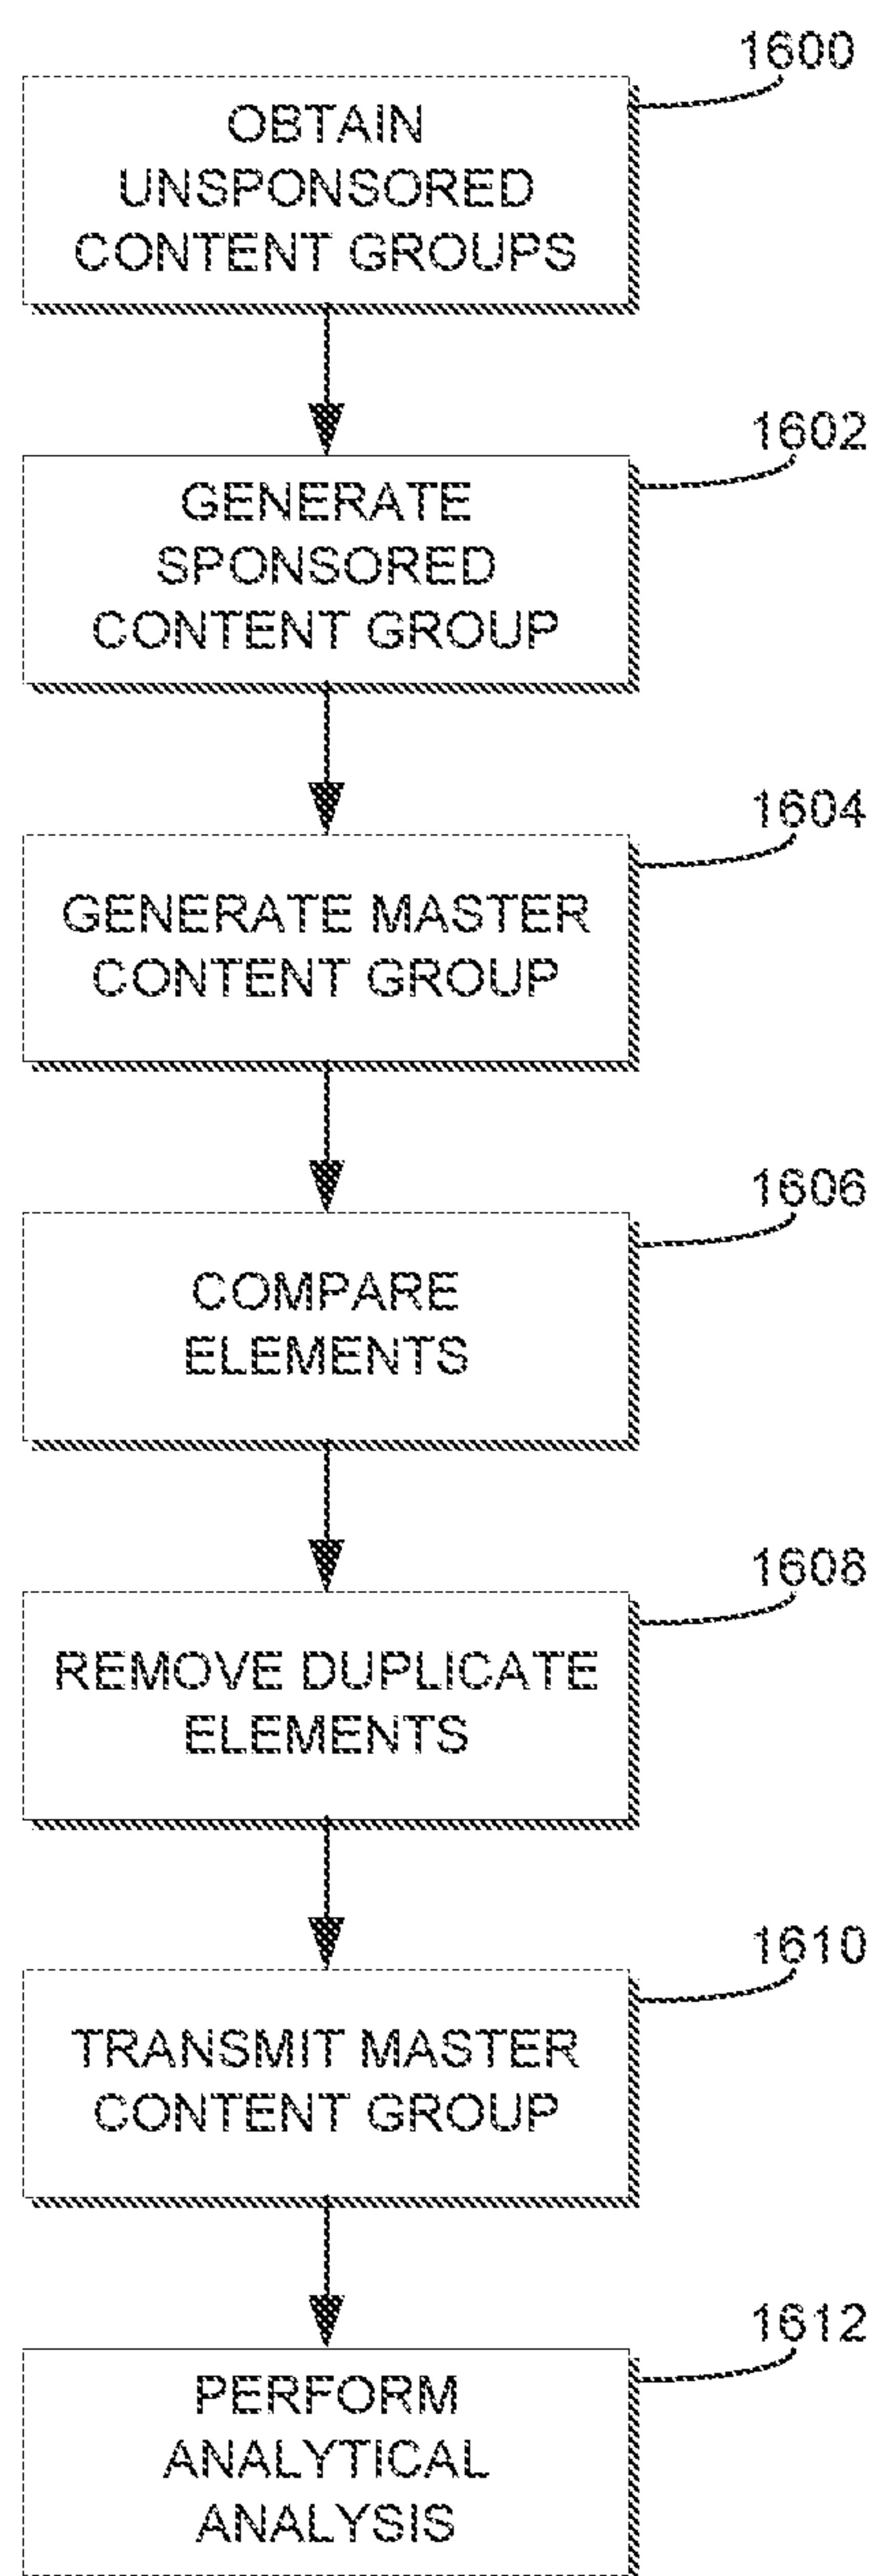 1600
OBTAIN
UNSPONSORED
CONTENT GROUPS
1602
GENERATE
SPONSORED
CONTENT GROUP
1604
GENERATE MASTER
CONTENT GROUP
1606
COMPARE
ELEMENTS
1608
REMOVE DUPLICATE
ELEMENTS
1610
TRANSMIT MASTER
CONTENT GROUP
1612
PERFORM
ANALYTICAL
ANALYSIS